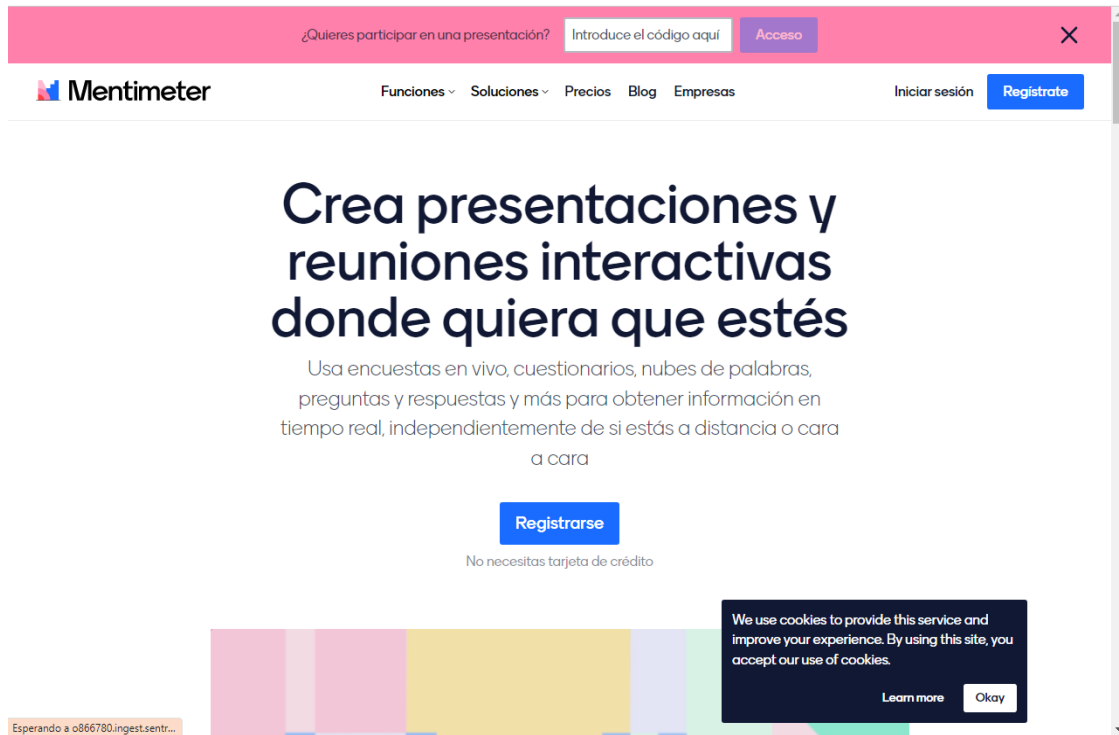 ¿Quieres participar en una presentación? Introduce el código aquí Acceso
Mentimeter Funciones Soluciones Precios Blog Empresas Iniciar sesión Regístrate
Crea presentaciones y
reuniones interactivas
donde quiera que estés
Usa encuestas en vivo, cuestionarios, nubes de palabras,
preguntas y respuestas y más para obtener información en
tiempo real, independientemente de si estás a distancia o cara
a cara
Registrarse
No necesitas tarjeta de crédito
We use cookies to provide this service and
improve your experience. By using this site, you
accept our use of cookies.
Learn more Okay
Esperando a o866780.ingest.sentr...